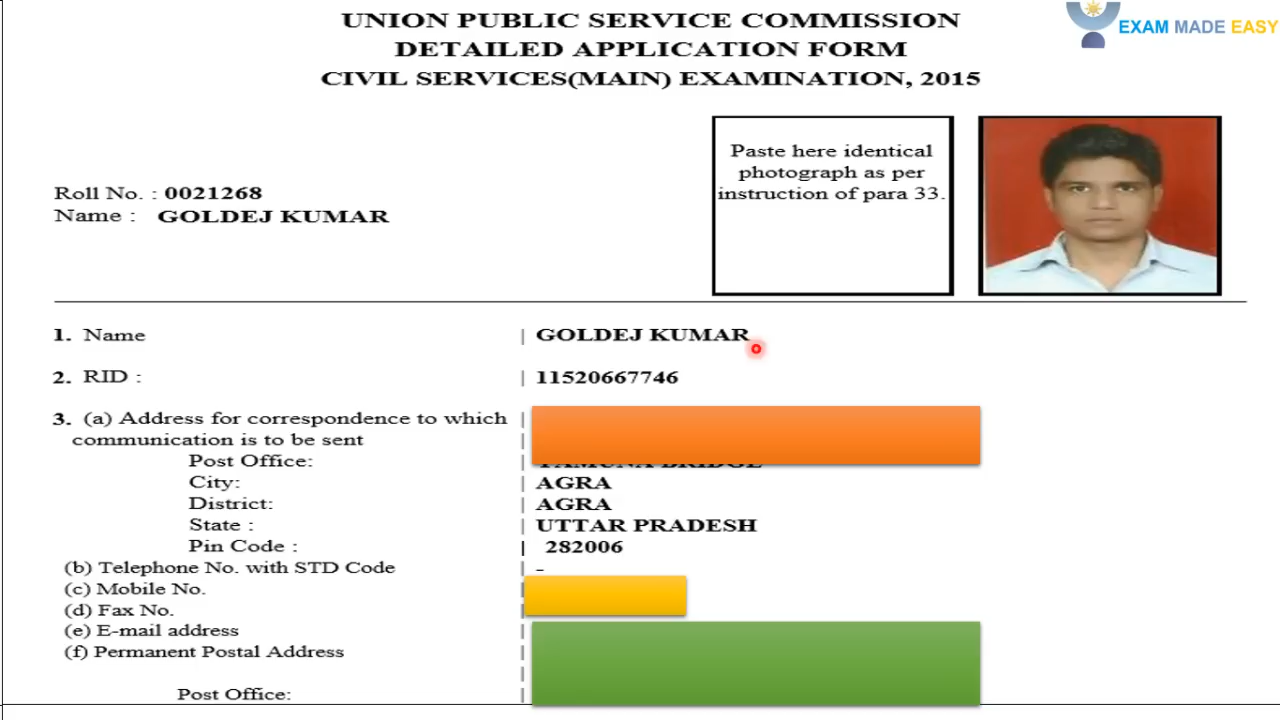 UNION PUBLIC SERVICE COMMISSION
DETAILED APPLICATION FORM
CIVIL SERVICES(MAIN) EXAMINATION, 2015
EXAM MADE EASY
Paste here identical
photograph as per
instruction of para 33.
Roll No. : 0021268
Name : GOLDEJ KUMAR
1. Name | GOLDEJ KUMAR
2. RID : | 11520667746
3. (a) Address for correspondence to which |
communication is to be sent |
Post Office: | YAMUNA BRIDGE
City: | AGRA
District: | AGRA
State : | UTTAR PRADESH
Pin Code : | 282006
(b) Telephone No. with STD Code | -
(c) Mobile No.
(d) Fax No.
(e) E-mail address |
(f) Permanent Postal Address |
Post Office: |